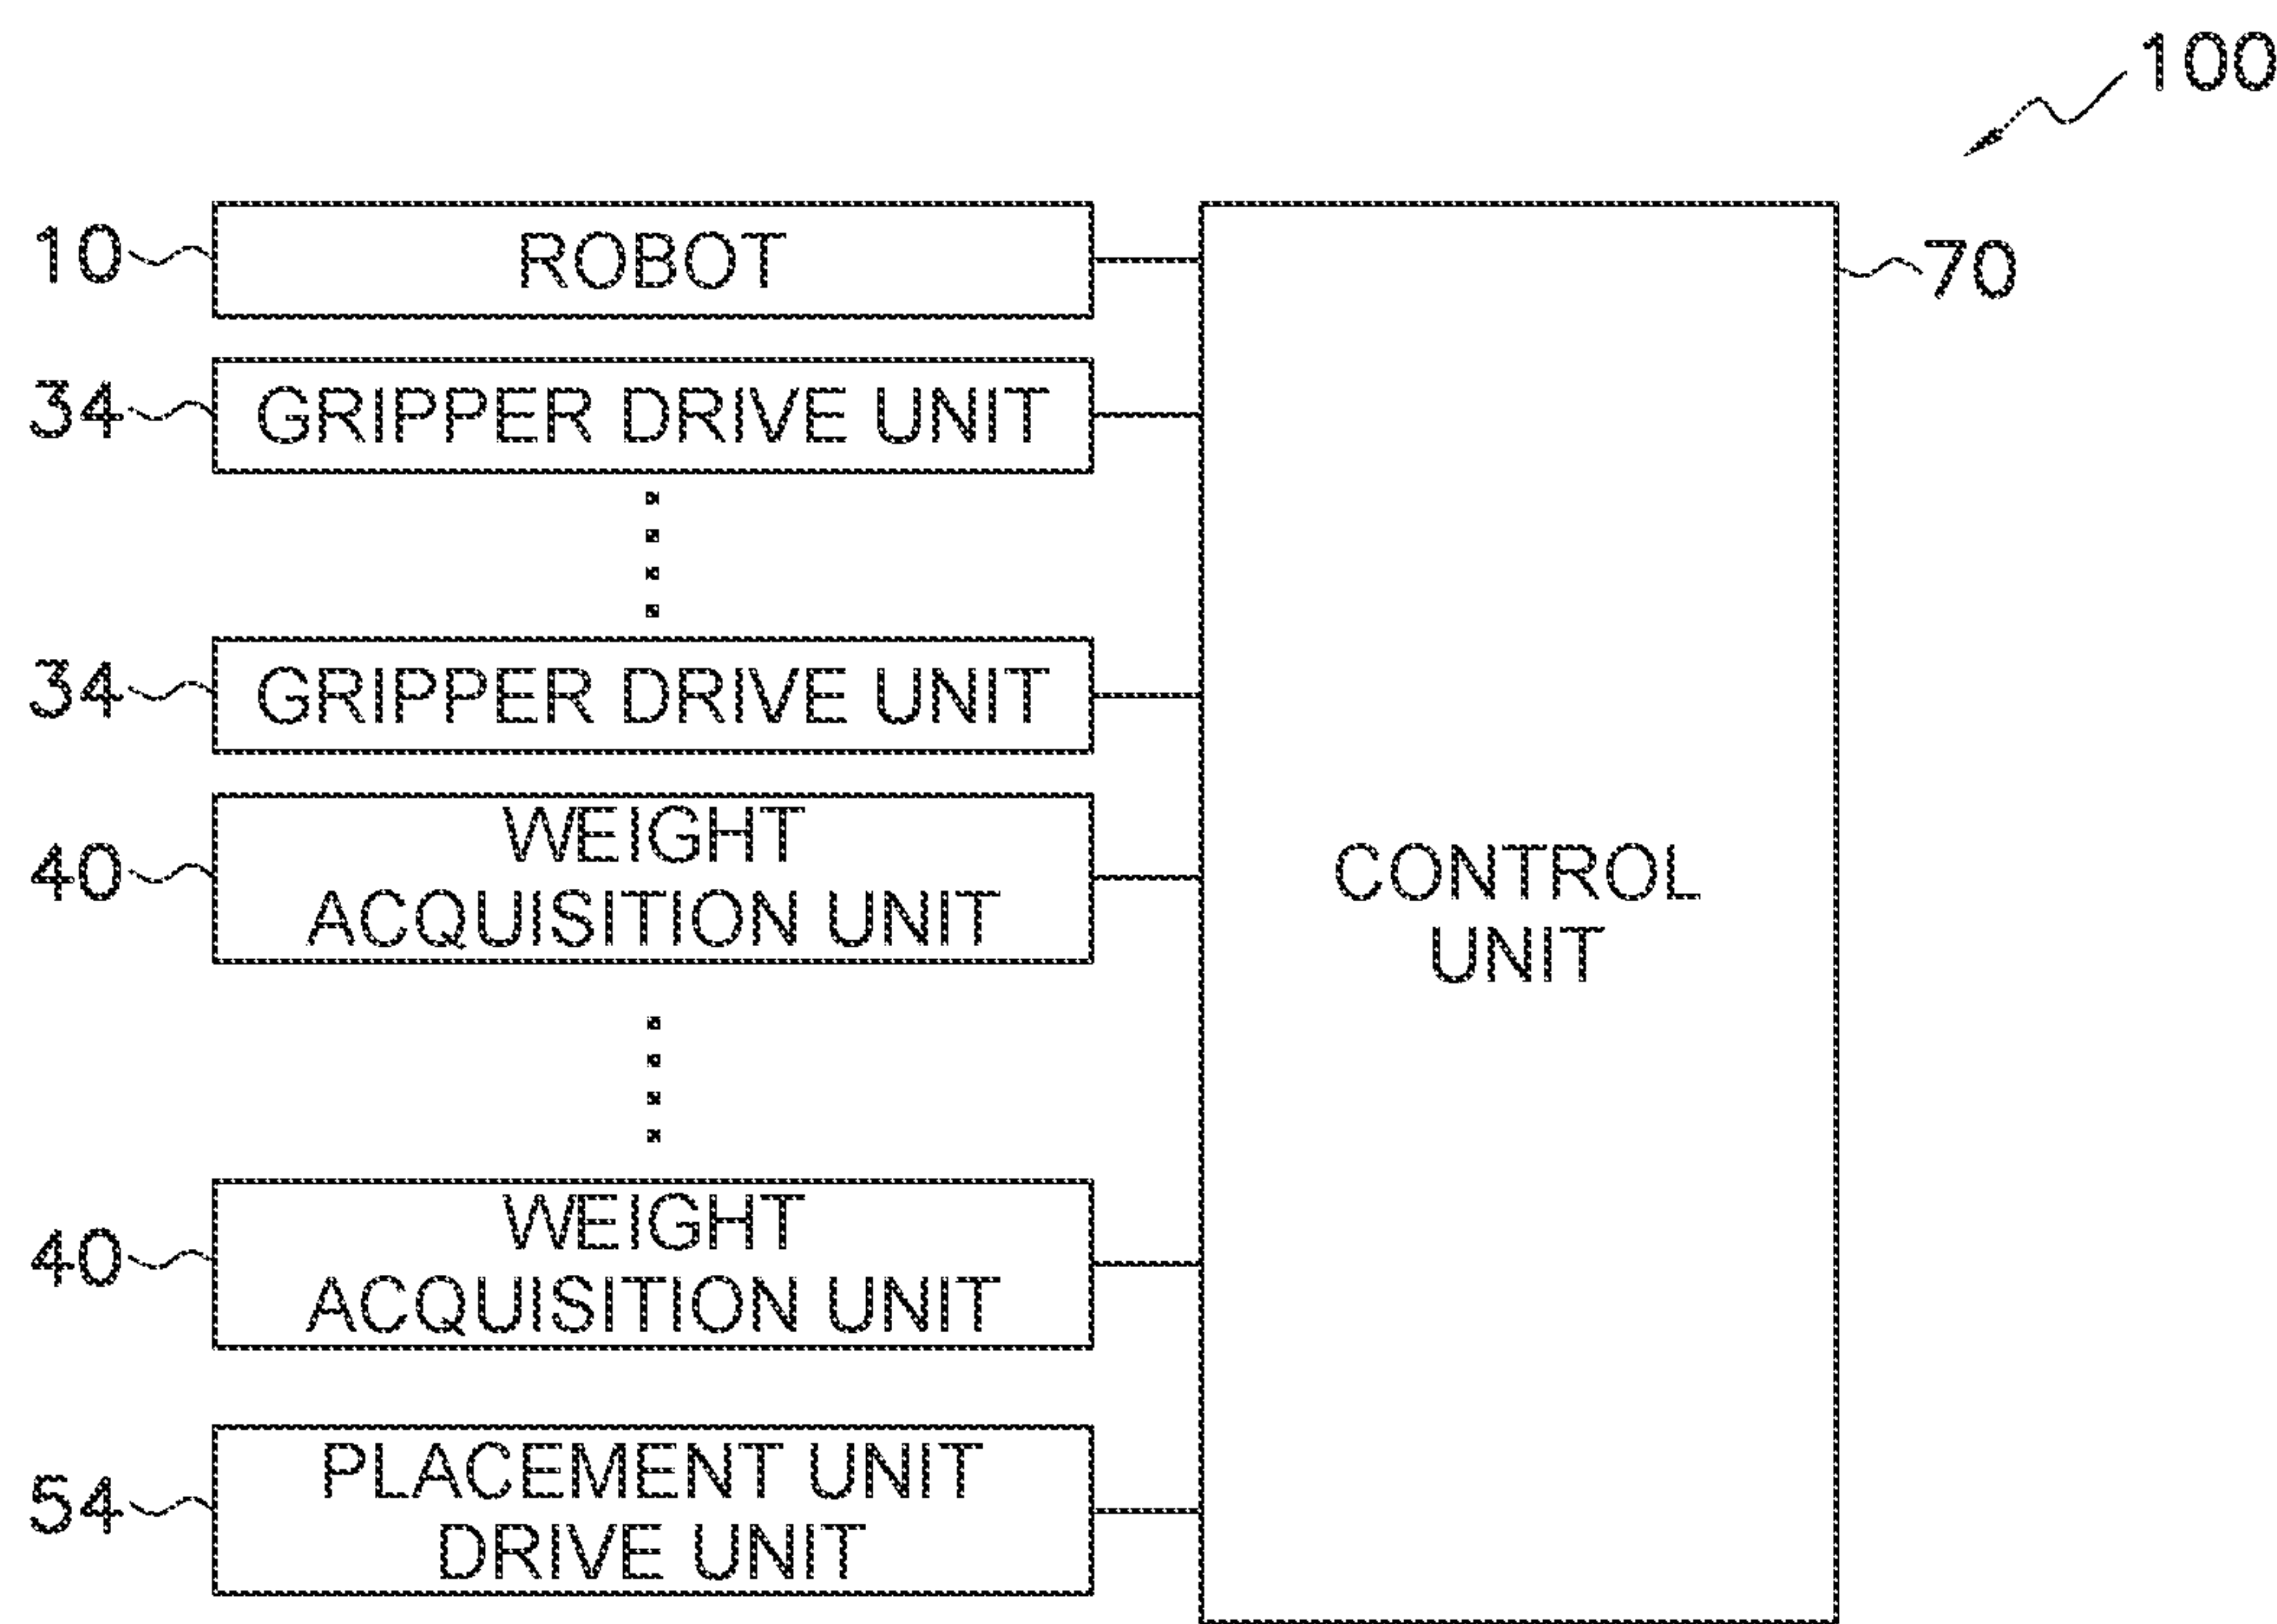 100
10
ROBOT
70
34
GRIPPER DRIVE UNIT
34
GRIPPER DRIVE UNIT
40
WEIGHT
ACQUISITION UNIT
CONTROL
UNIT
40
WEIGHT
ACQUISITION UNIT
54
PLACEMENT UNIT
DRIVE UNIT